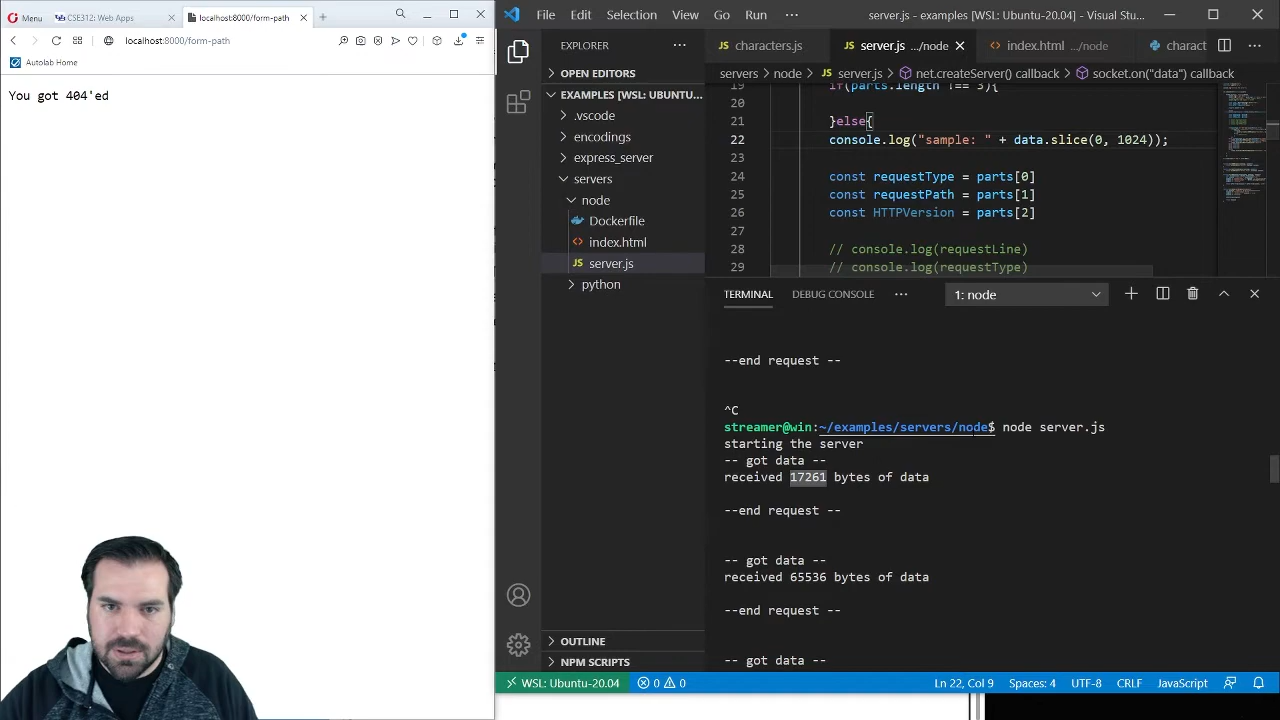 Menu
CSE312: Web Apps
localhost:8000/form-path
localhost:8000/form-path
Autolab Home
You got 404'ed
File Edit Selection View Go Run server.js - examples [WSL: Ubuntu-20.04] - Visual Stu...
EXPLORER
OPEN EDITORS
EXAMPLES [WSL: UBUNTU...
.vscode
encodings
express_server
servers
node
Dockerfile
index.html
JS server.js
python
OUTLINE
NPM SCRIPTS
characters.js
JS server.js .../node
index.html .../node
charact
servers > node > JS server.js > net.createServer() callback > socket.on("data") callback
19 if(parts.length !== 3){
20
21 }else{
22 console.log("sample: " + data.slice(0, 1024));
23
24 const requestType = parts[0]
25 const requestPath = parts[1]
26 const HTTPVersion = parts[2]
27
28 // console.log(requestLine)
29 // console.log(requestType)
TERMINAL DEBUG CONSOLE 1: node
--end request --
^C
streamer@win:~/examples/servers/node$ node server.js
starting the server
-- got data --
received 17261 bytes of data
--end request --
-- got data --
received 65536 bytes of data
--end request --
-- got data --
WSL: Ubuntu-20.04 0 0 Ln 22, Col 9 Spaces: 4 UTF-8 CRLF JavaScript